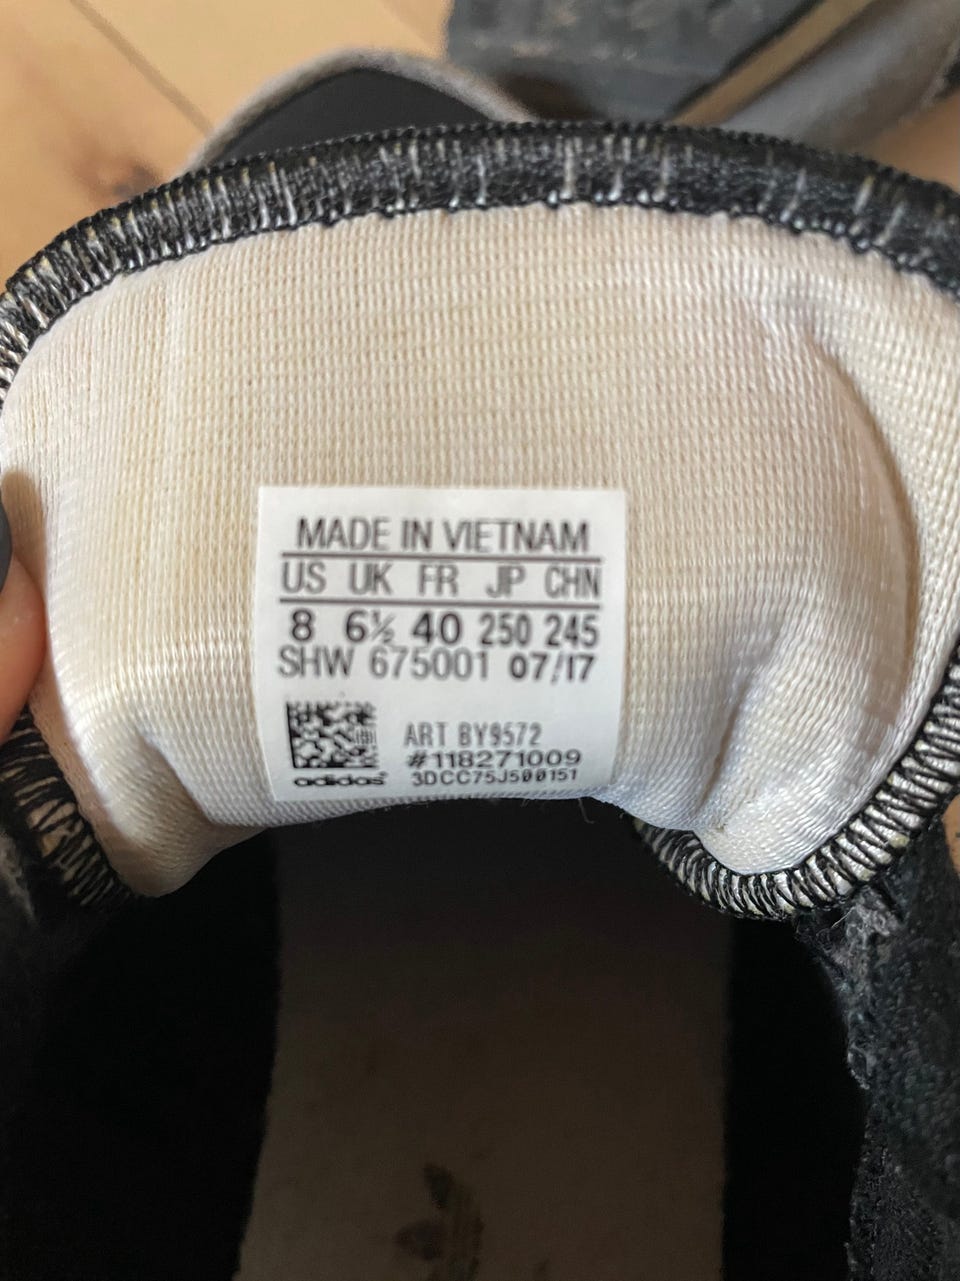 MADE IN VIETNAM
US UK FR JP CHN
8 6½ 40 250 245
SHW 675001 07/17
ART BY9572
#118271009
adidas
3DCC75J500151